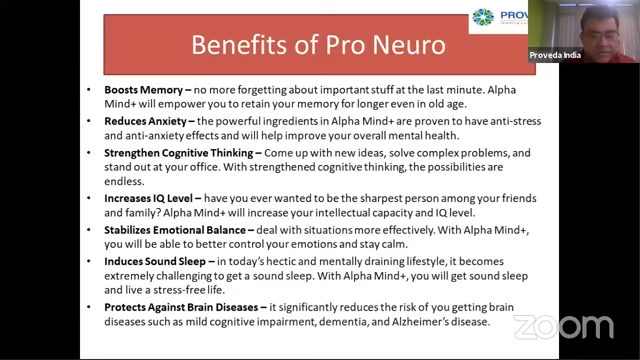 PROV
Benefits of Pro Neuro
Proveda India
• Boosts Memory – no more forgetting about important stuff at the last minute. Alpha
Mind+ will empower you to retain your memory for longer even in old age.
• Reduces Anxiety – the powerful ingredients in Alpha Mind+ are proven to have anti-stress
and anti-anxiety effects and will help improve your overall mental health.
• Strengthen Cognitive Thinking – Come up with new ideas, solve complex problems, and
stand out at your office. With strengthened cognitive thinking, the possibilities are
endless.
• Increases IQ Level – have you ever wanted to be the sharpest person among your friends
and family? Alpha Mind+ will increase your intellectual capacity and IQ level.
• Stabilizes Emotional Balance – deal with situations more effectively. With Alpha Mind+,
you will be able to better control your emotions and stay calm.
• Induces Sound Sleep – in today's hectic and mentally draining lifestyle, it becomes
extremely challenging to get a sound sleep. With Alpha Mind+, you will get sound sleep
and live a stress-free life.
• Protects Against Brain Diseases – it significantly reduces the risk of you getting brain
diseases such as mild cognitive impairment, dementia, and Alzheimer's disease.
zoom